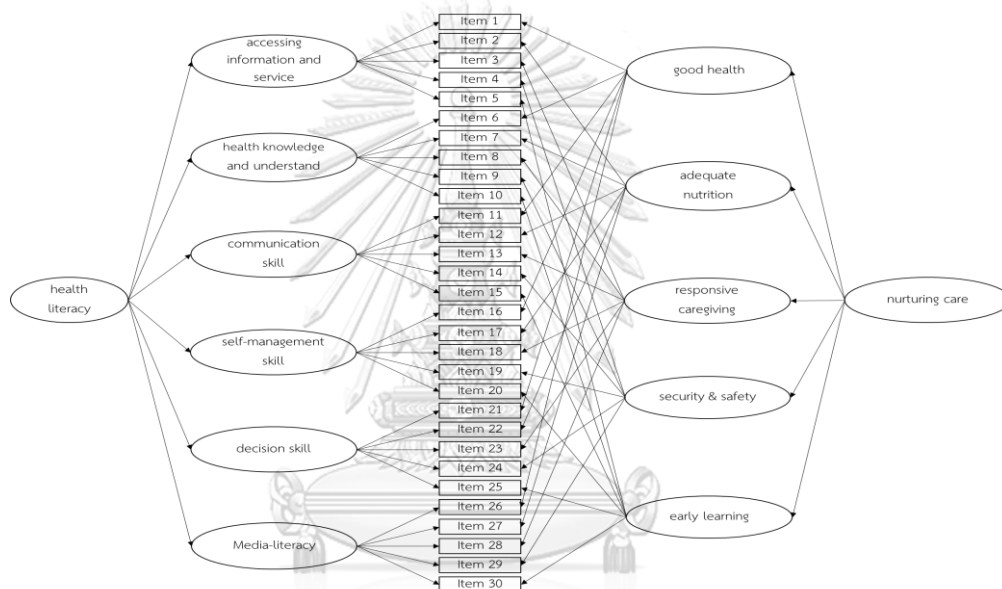 health
literacy
accessing
information and
service
health knowledge
and understand
communication
skill
self-management
skill
decision skill
Media-literacy
Item 1
Item 2
Item 3
Item 4
Item 5
Item 6
Item 7
Item 8
Item 9
Item 10
Item 11
Item 12
Item 13
Item 14
Item 15
Item 16
Item 17
Item 18
Item 19
Item 20
Item 21
Item 22
Item 23
Item 24
Item 25
Item 26
Item 27
Item 28
Item 29
Item 30
good health
adequate
nutrition
responsive
caregiving
security & safety
early learning
nurturing care